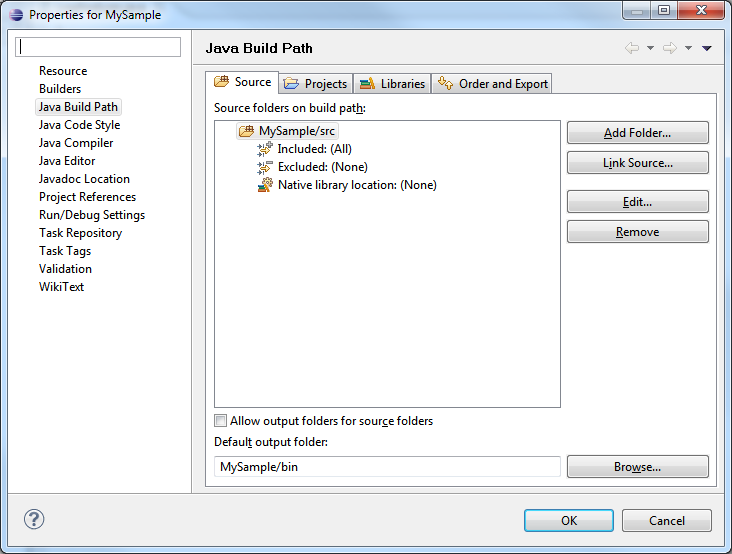 Properties for MySample
Java Build Path
Resource
Builders
Java Build Path
Java Code Style
Java Compiler
Java Editor
Javadoc Location
Project References
Run/Debug Settings
Task Repository
Task Tags
Validation
WikiText
Source Projects Libraries Order and Export
Source folders on build path:
MySample/src
Included: (All)
Excluded: (None)
Native library location: (None)
Add Folder...
Link Source...
Edit...
Remove
Allow output folders for source folders
Default output folder:
MySample/bin
Browse...
?
OK
Cancel